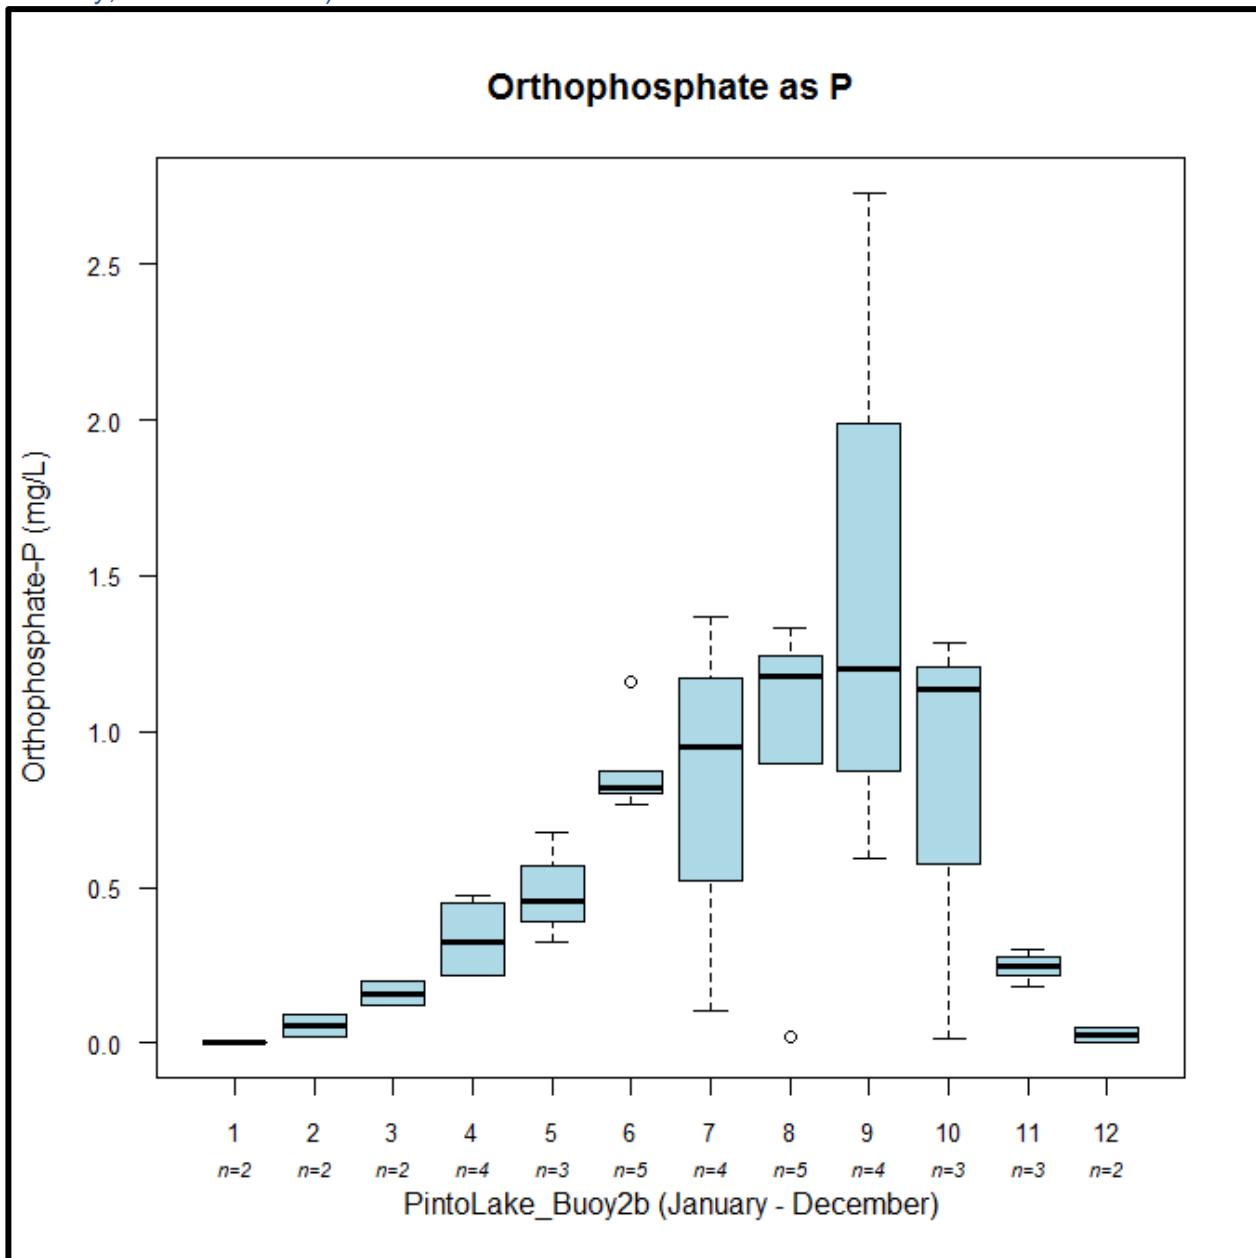 Orthophosphate as P
Orthophosphate-P (mg/L)
2.5
2.0
1.5
1.0
0.5
0.0
1 2 3 4 5 6 7 8 9 10 11 12
n=2 n=2 n=2 n=4 n=3 n=5 n=4 n=5 n=4 n=3 n=3 n=2
PintoLake_Buoy2b (January - December)